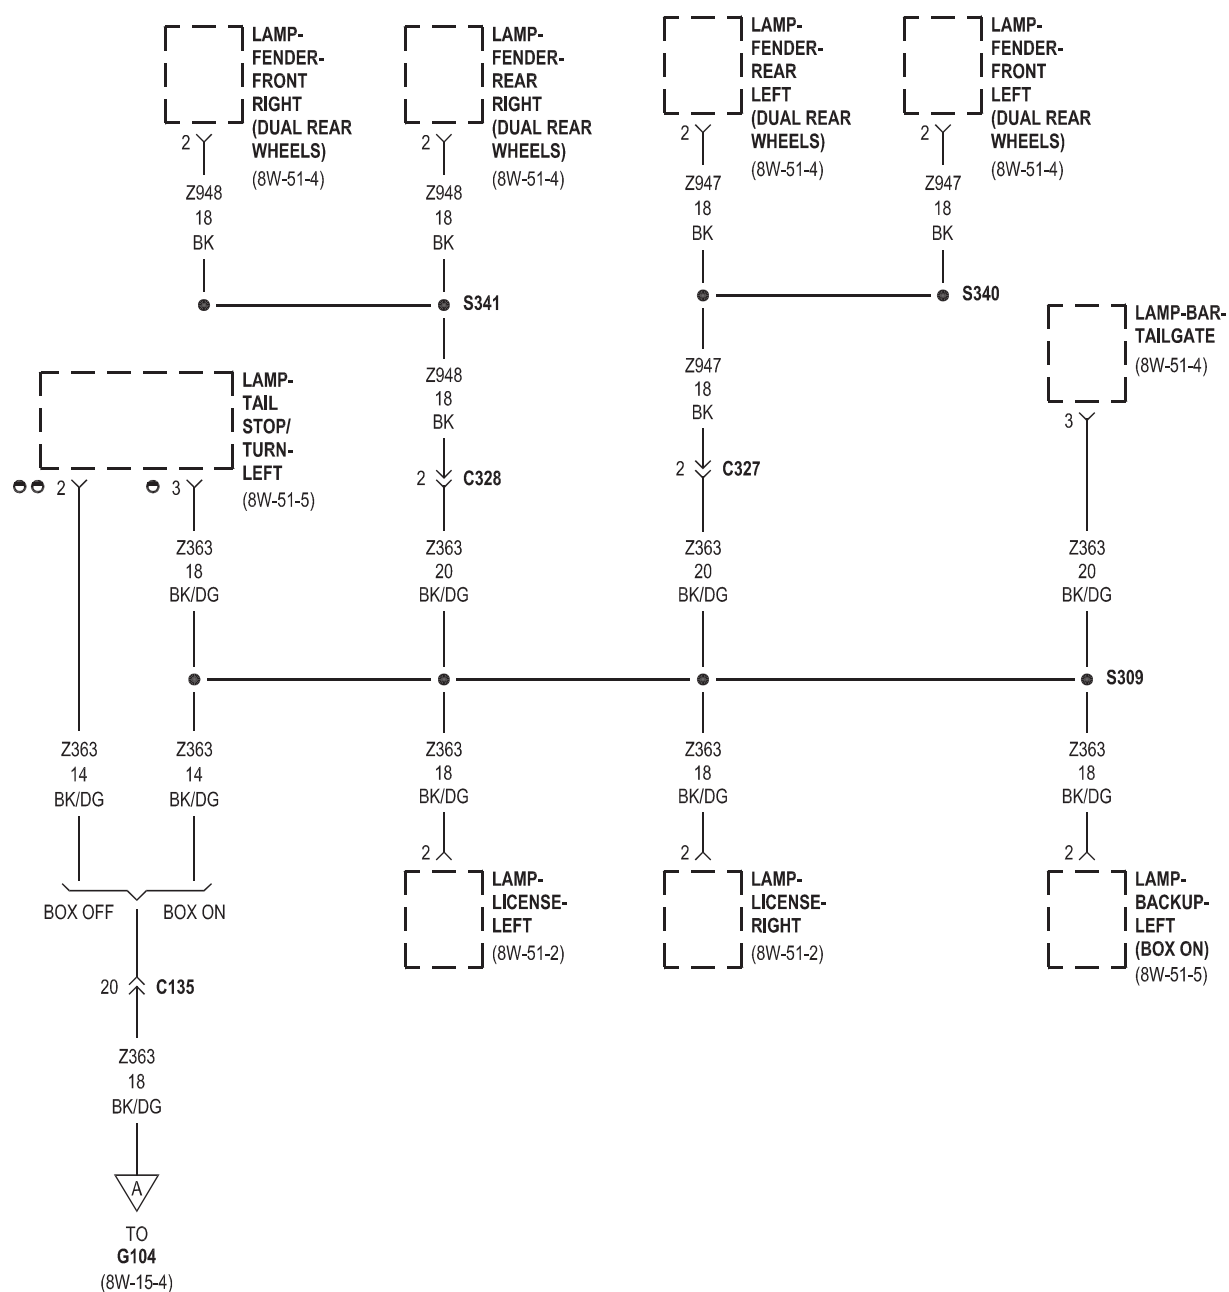 LAMP-
FENDER-
FRONT
RIGHT
(DUAL REAR
WHEELS)
(8W-51-4)
2
Z948
18
BK
LAMP-
FENDER-
REAR
RIGHT
(DUAL REAR
WHEELS)
(8W-51-4)
2
Z948
18
BK
LAMP-
FENDER-
REAR
LEFT
(DUAL REAR
WHEELS)
(8W-51-4)
2
Z947
18
BK
LAMP-
FENDER-
FRONT
LEFT
(DUAL REAR
WHEELS)
(8W-51-4)
2
Z947
18
BK
S341
S340
LAMP-BAR-
TAILGATE
(8W-51-4)
3
LAMP-
TAIL
STOP/
TURN-
LEFT
(8W-51-5)
2
3
Z948
18
BK
2
C328
Z947
18
BK
2
C327
Z363
18
BK/DG
Z363
20
BK/DG
Z363
20
BK/DG
Z363
20
BK/DG
S309
Z363
14
BK/DG
Z363
14
BK/DG
Z363
18
BK/DG
Z363
18
BK/DG
Z363
18
BK/DG
2
LAMP-
LICENSE-
LEFT
(8W-51-2)
2
LAMP-
LICENSE-
RIGHT
(8W-51-2)
2
LAMP-
BACKUP-
LEFT
(BOX ON)
(8W-51-5)
BOX OFF
BOX ON
20
C135
Z363
18
BK/DG
A
TO
G104
(8W-15-4)